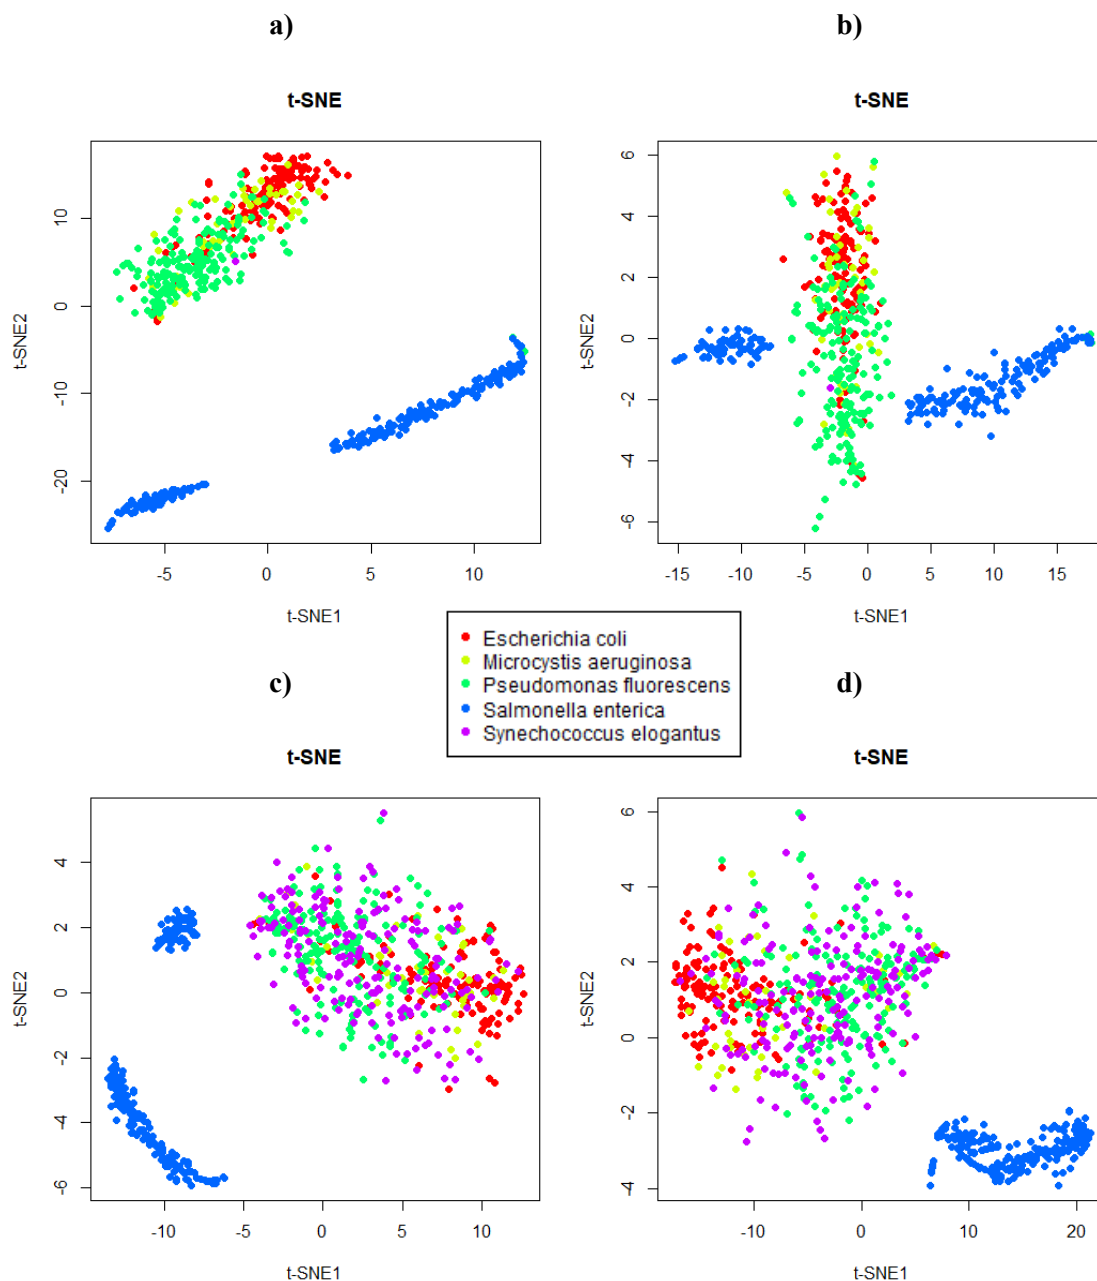 a)
b)
t-SNE
t-SNE
t-SNE2
10
0
-10
-20
-5
0
5
10
t-SNE1
t-SNE2
6
4
2
0
-2
-4
-6
-15
-10
-5
0
5
10
15
t-SNE1
Escherichia coli
Microcystis aeruginosa
Pseudomonas fluorescens
Salmonella enterica
Synechococcus elogantus
c)
d)
t-SNE
t-SNE
t-SNE2
4
2
0
-2
-4
-6
-10
-5
0
5
10
t-SNE1
t-SNE2
6
4
2
0
-2
-4
-10
0
10
20
t-SNE1